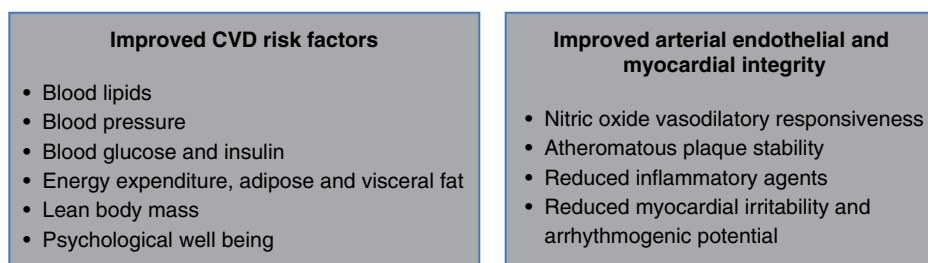 Improved CVD risk factors
• Blood lipids
• Blood pressure
• Blood glucose and insulin
• Energy expenditure, adipose and visceral fat
• Lean body mass
• Psychological well being
Improved arterial endothelial and
myocardial integrity
• Nitric oxide vasodilatory responsiveness
• Atheromatous plaque stability
• Reduced inflammatory agents
• Reduced myocardial irritability and
arrhythmogenic potential